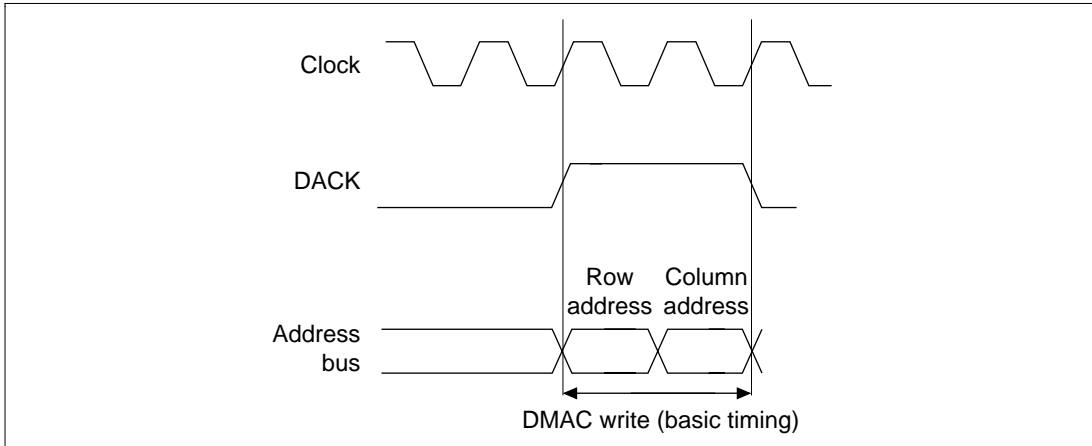 Clock
DACK
Row
address
Column
address
Address
bus
DMAC write (basic timing)